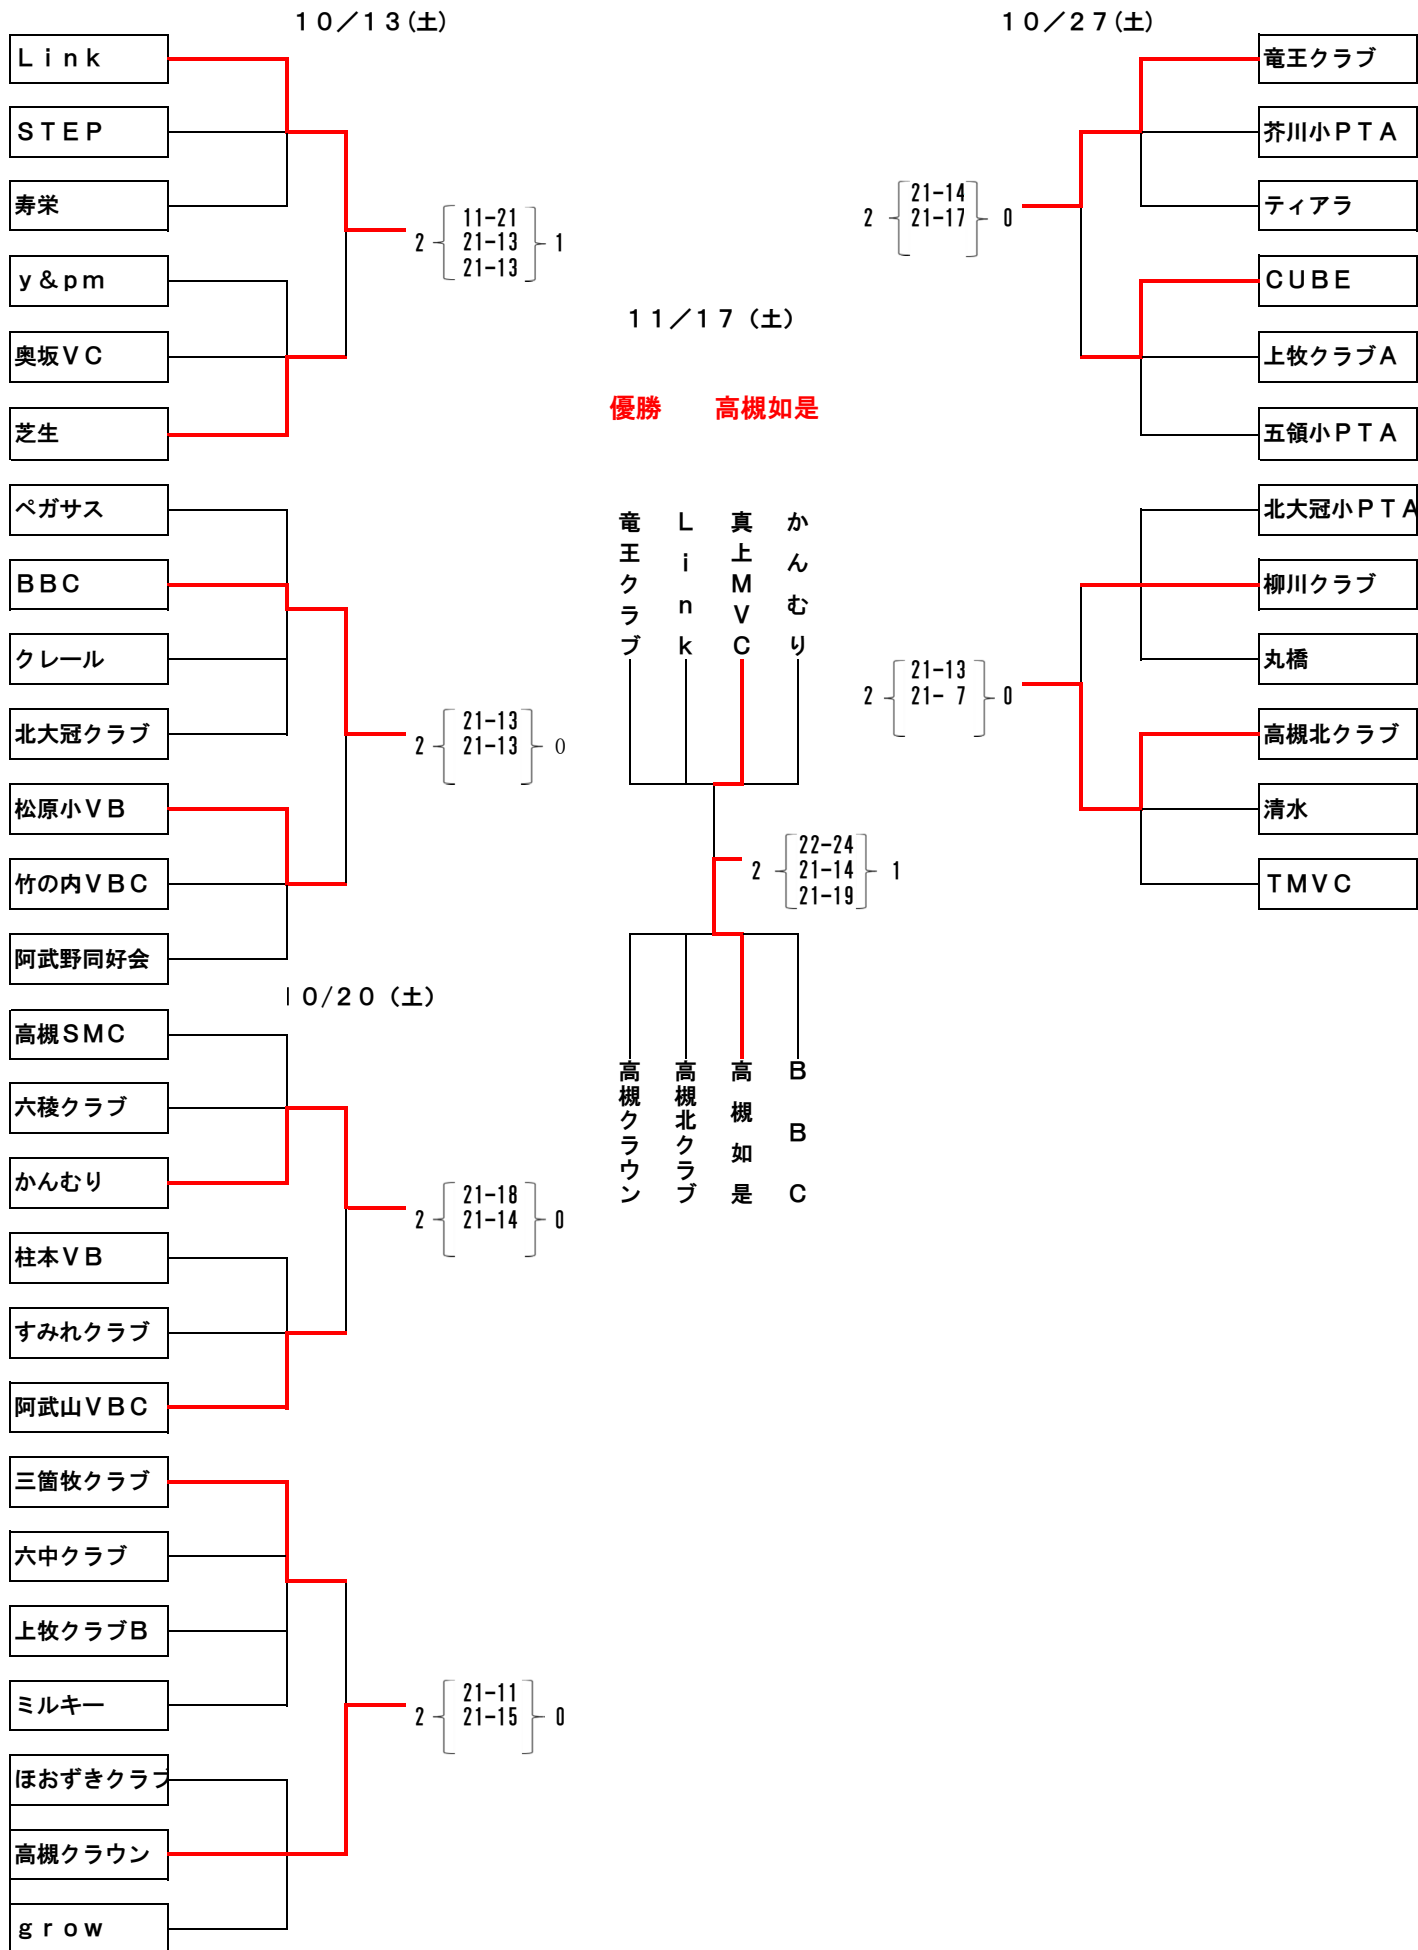 １０／１３(土)
Ｌｉｎｋ
ＳＴＥＰ
寿栄
ｙ＆ｐｍ
奥坂ＶＣ
芝生
2
11-21
21-13
21-13
1
ペガサス
ＢＢＣ
クレール
北大冠クラブ
松原小ＶＢ
竹の内ＶＢＣ
阿武野同好会
2
21-13
21-13
0
１０/２０（土）
高槻ＳＭＣ
六稜クラブ
かんむり
柱本ＶＢ
すみれクラブ
阿武山ＶＢＣ
2
21-18
21-14
0
三箇牧クラブ
六中クラブ
上牧クラブＢ
ミルキー
ほおずきクラブ
高槻クラウン
ｇｒｏｗ
2
21-11
21-15
0
１１／１７（土）
優勝　　高槻如是
竜王クラブ
Ｌｉｎｋ
真上ＭＶＣ
かんむり
2
22-24
21-14
21-19
1
高槻クラウン
高槻北クラブ
高槻如是
ＢＢＣ
１０／２７(土)
竜王クラブ
芥川小ＰＴＡ
ティアラ
ＣＵＢＥ
上牧クラブＡ
五領小ＰＴＡ
2
21-14
21-17
0
北大冠小ＰＴＡ
柳川クラブ
丸橋
高槻北クラブ
清水
ＴＭＶＣ
2
21-13
21- 7
0